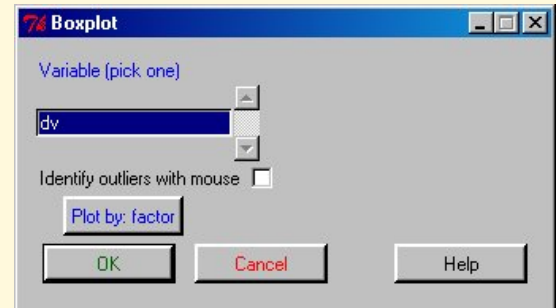 Boxplot
Variable (pick one)
dv
Identify outliers with mouse
Plot by: factor
OK Cancel Help